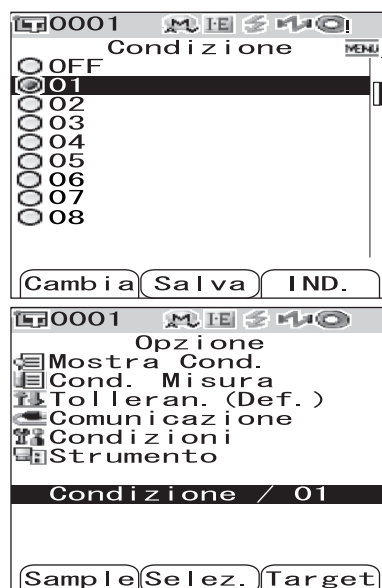 0001 M I·E
Condizione MENU
OFF
01
02
03
04
05
06
07
08
Cambia Salva IND.
0001 M I·E
Opzione
Mostra Cond.
Cond. Misura
Tolleran.(Def.)
Comunicazione
Condizioni
Strumento
Condizione / 01
Sample Selez. Target